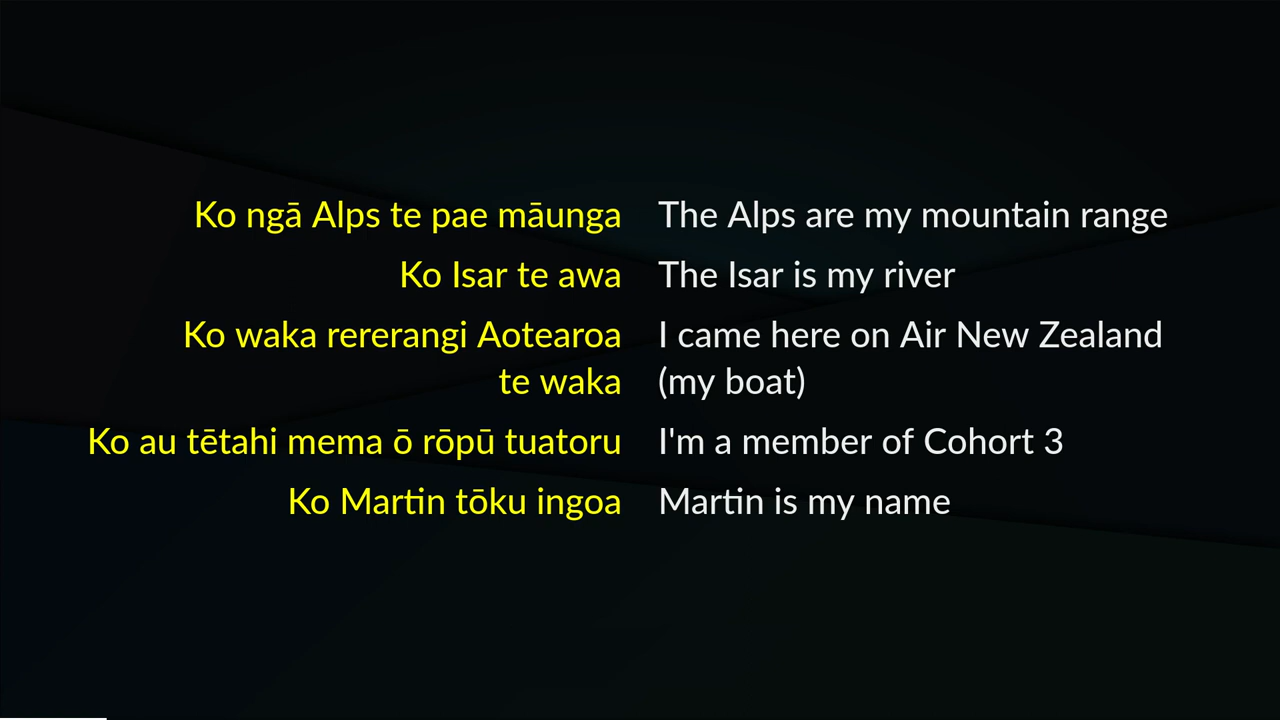 Ko ngā Alps te pae māunga
The Alps are my mountain range
Ko Isar te awa
The Isar is my river
Ko waka rererangi Aotearoa
te waka
I came here on Air New Zealand
(my boat)
Ko au tētahi mema ō rōpū tuatoru
I'm a member of Cohort 3
Ko Martin tōku ingoa
Martin is my name